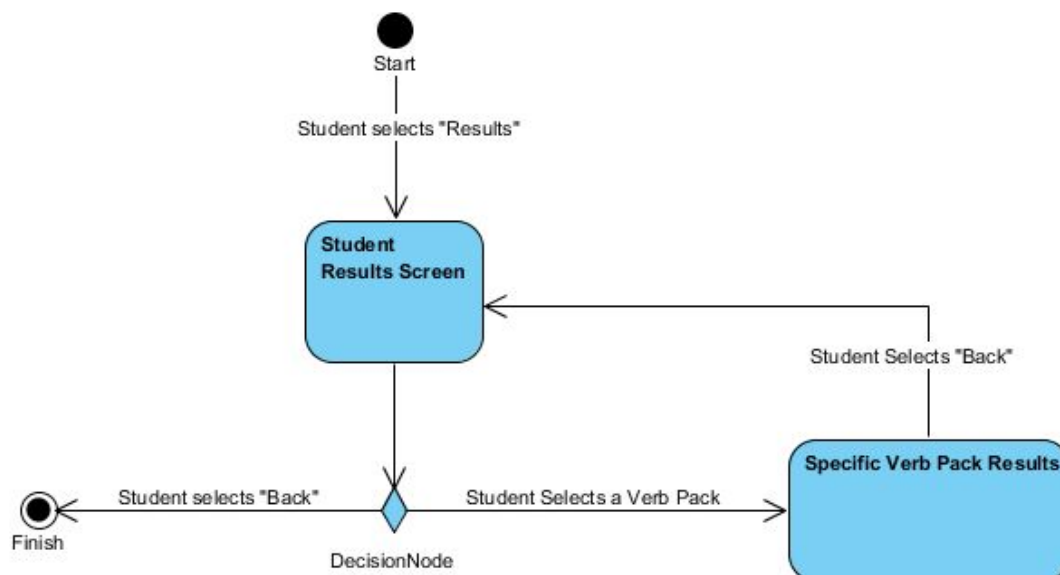 Start
Student selects "Results"
Student
Results Screen
Student Selects "Back"
Specific Verb Pack Results
Student selects "Back"
Student Selects a Verb Pack
Finish
DecisionNode